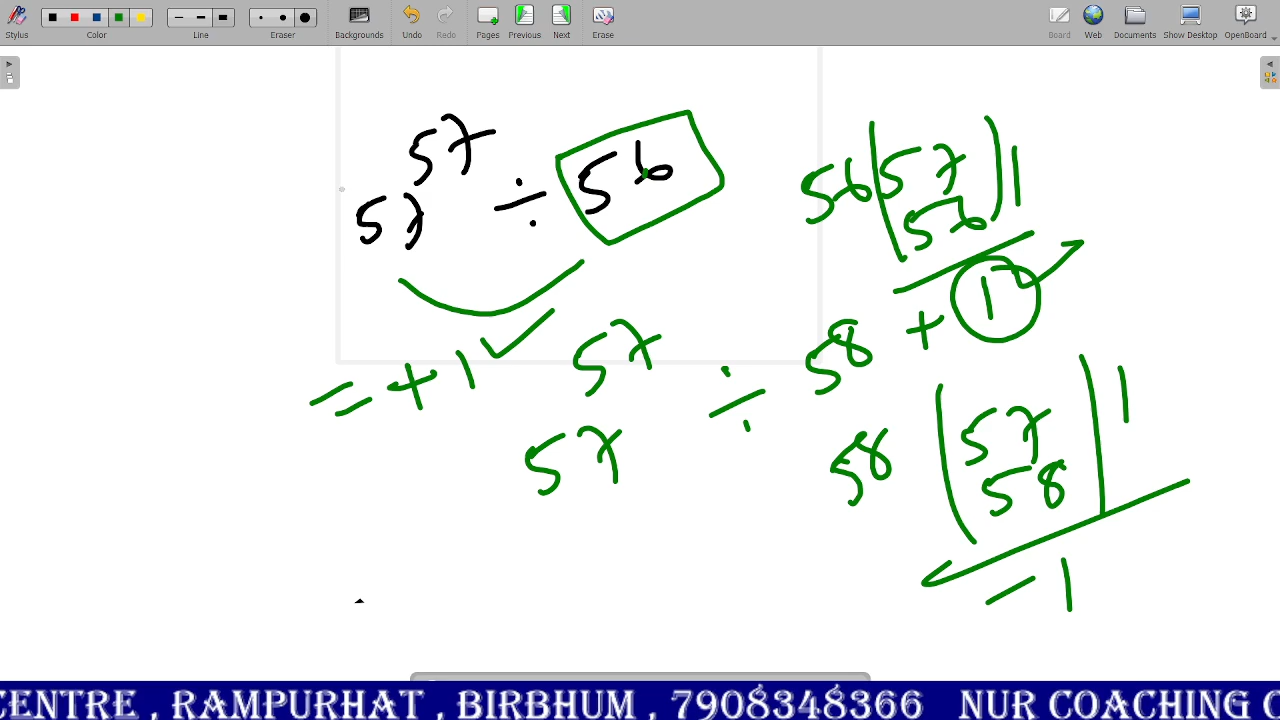 Stylus Color Line Eraser Backgrounds Undo Redo Pages Previous Next Erase Board Web Documents Show Desktop OpenBoard
57
57 ÷ 56
56 ( 57 ) 1
56
+ 1
= + 1
57
57 ÷ 58
58 ( 57 ) 1
58
- 1
CENTRE , RAMPURHAT , BIRBHUM , 7908348366 NUR COACHING C